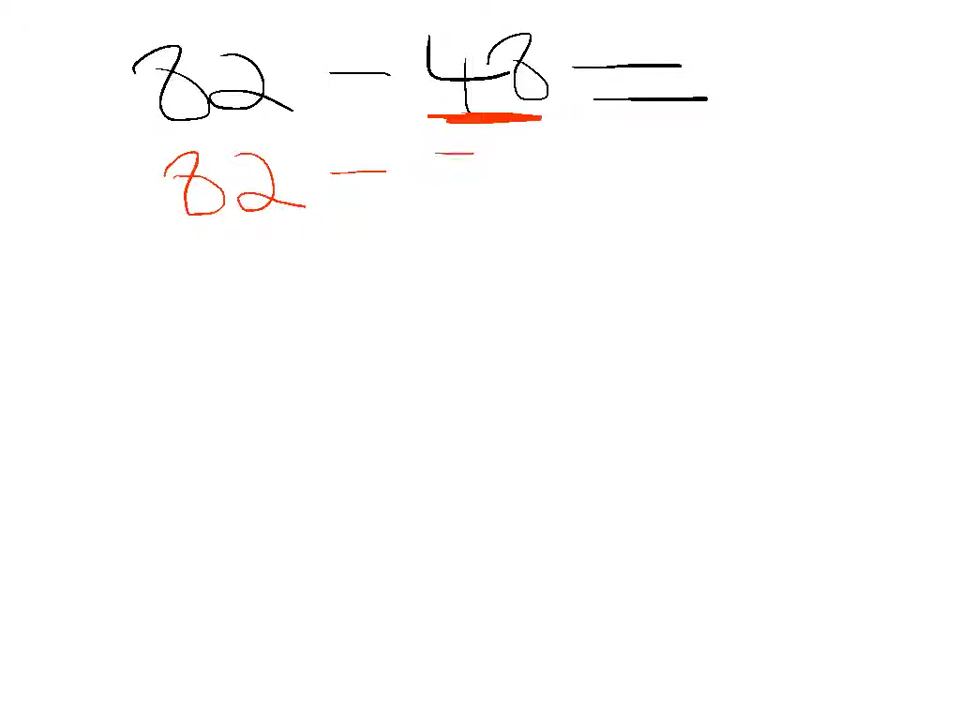 82 - 48 =
82 -